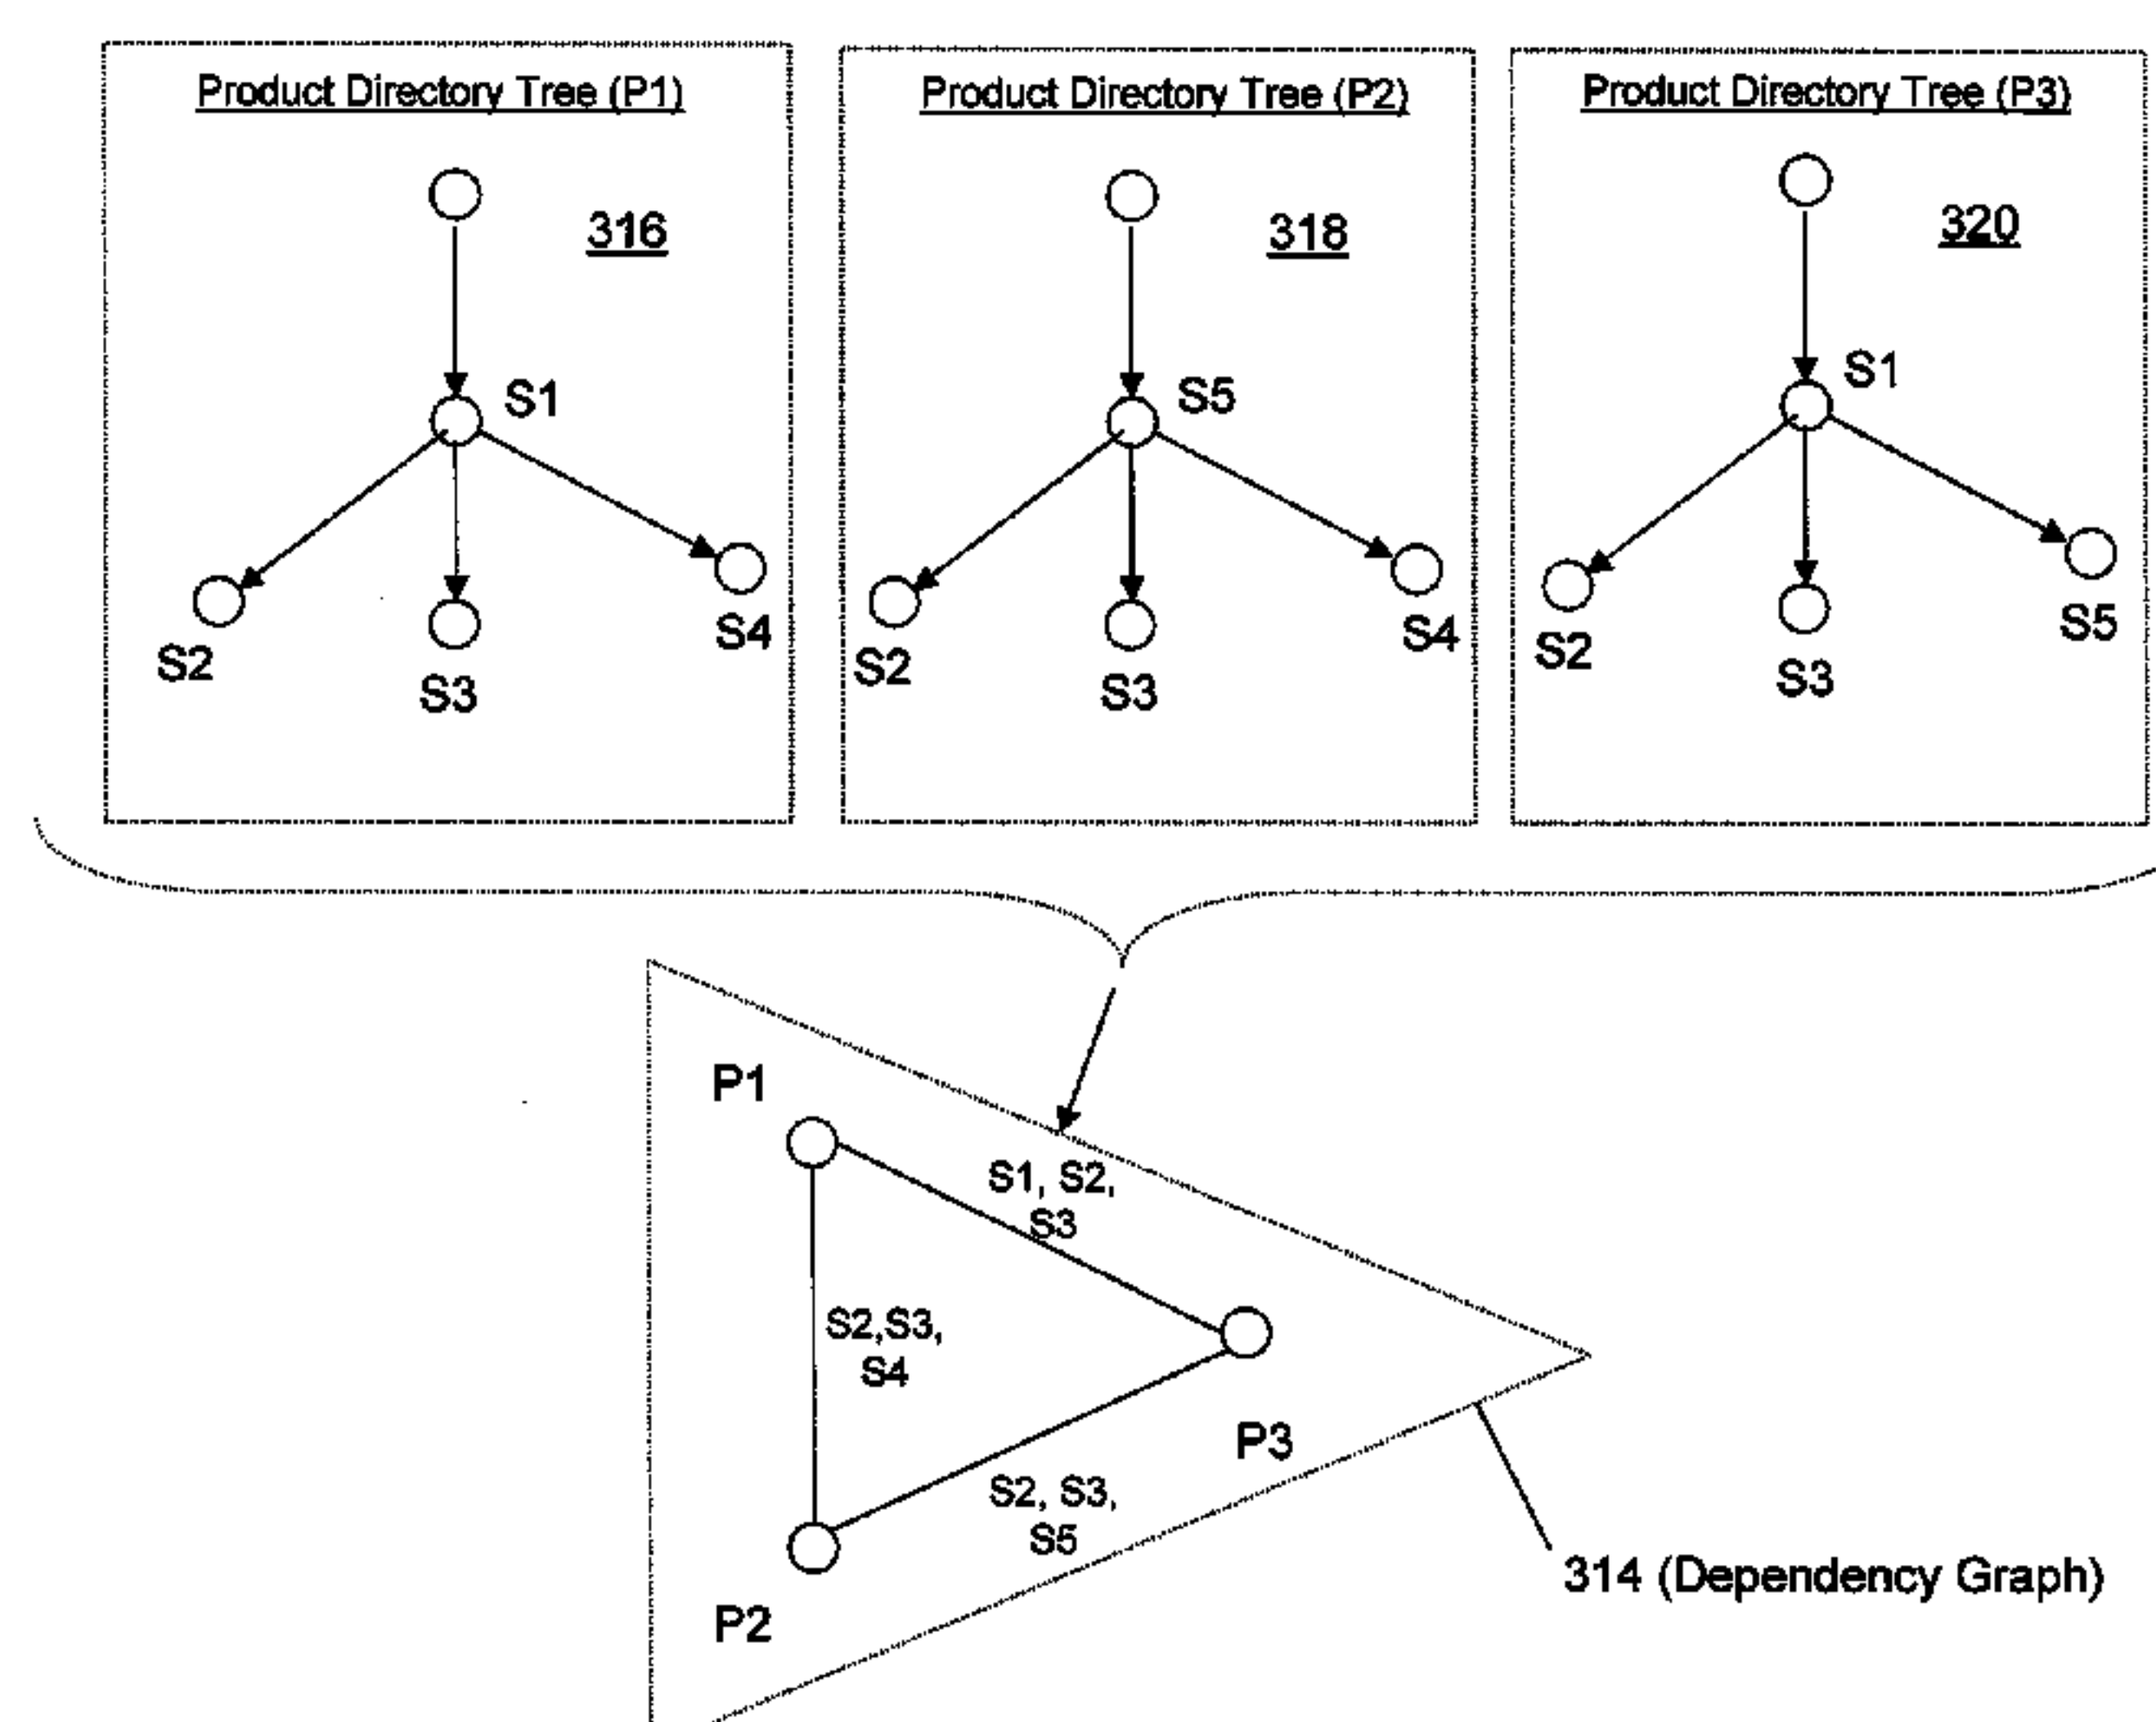 Product Directory Tree (P1)
316
S1
S2
S3
S4
Product Directory Tree (P2)
318
S5
S2
S3
S4
Product Directory Tree (P3)
320
S1
S2
S3
S5
P1
S1, S2,
S3
S2,S3,
S4
P3
S2, S3,
S5
P2
314 (Dependency Graph)